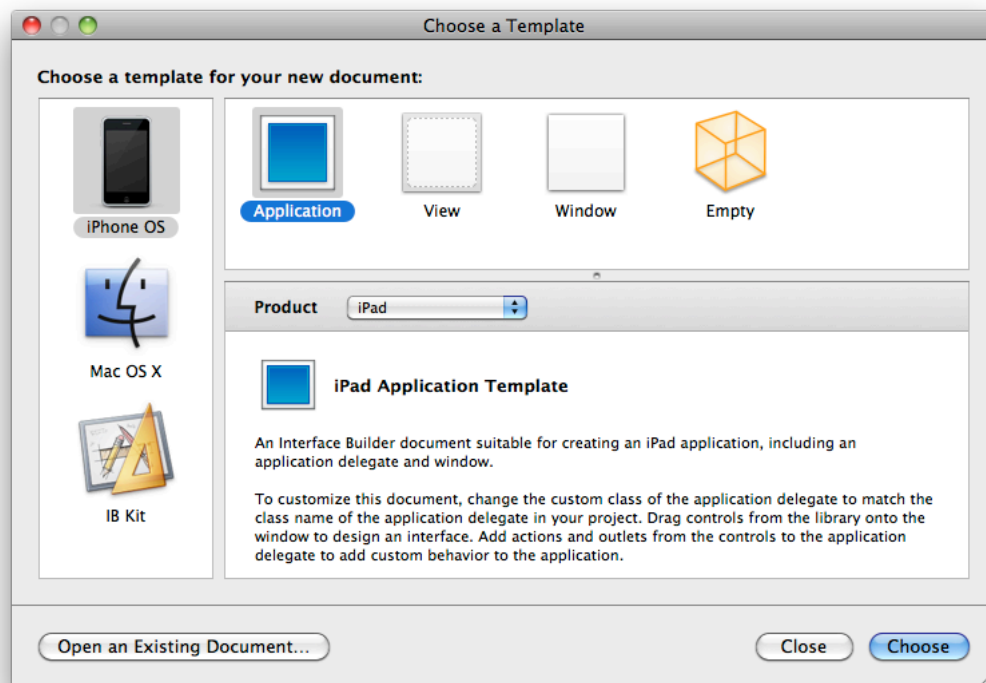 Choose a Template
Choose a template for your new document:
iPhone OS
Mac OS X
IB Kit
Application
View
Window
Empty
Product
iPad
iPad Application Template
An Interface Builder document suitable for creating an iPad application, including an
application delegate and window.
To customize this document, change the custom class of the application delegate to match the
class name of the application delegate in your project. Drag controls from the library onto the
window to design an interface. Add actions and outlets from the controls to the application
delegate to add custom behavior to the application.
Open an Existing Document...
Close
Choose